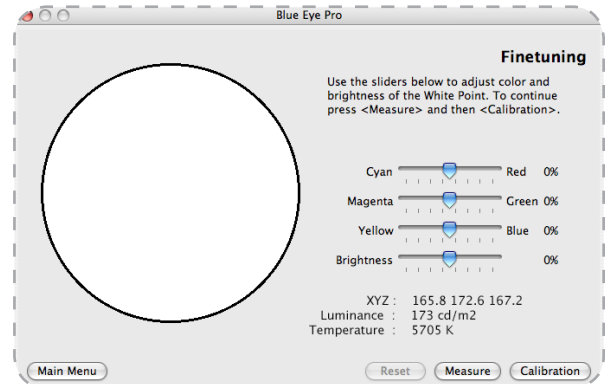 Blue Eye Pro
Finetuning
Use the sliders below to adjust color and
brightness of the White Point. To continue
press <Measure> and then <Calibration>.
Cyan Red 0%
Magenta Green 0%
Yellow Blue 0%
Brightness 0%
XYZ : 165.8 172.6 167.2
Luminance : 173 cd/m2
Temperature : 5705 K
Main Menu Reset Measure Calibration